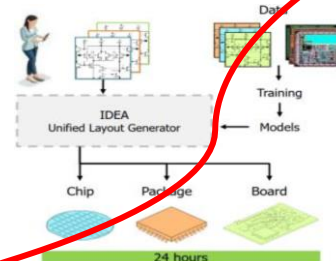 Data
Training
IDEA
Unified Layout Generator
Models
Chip Package Board
24 hours